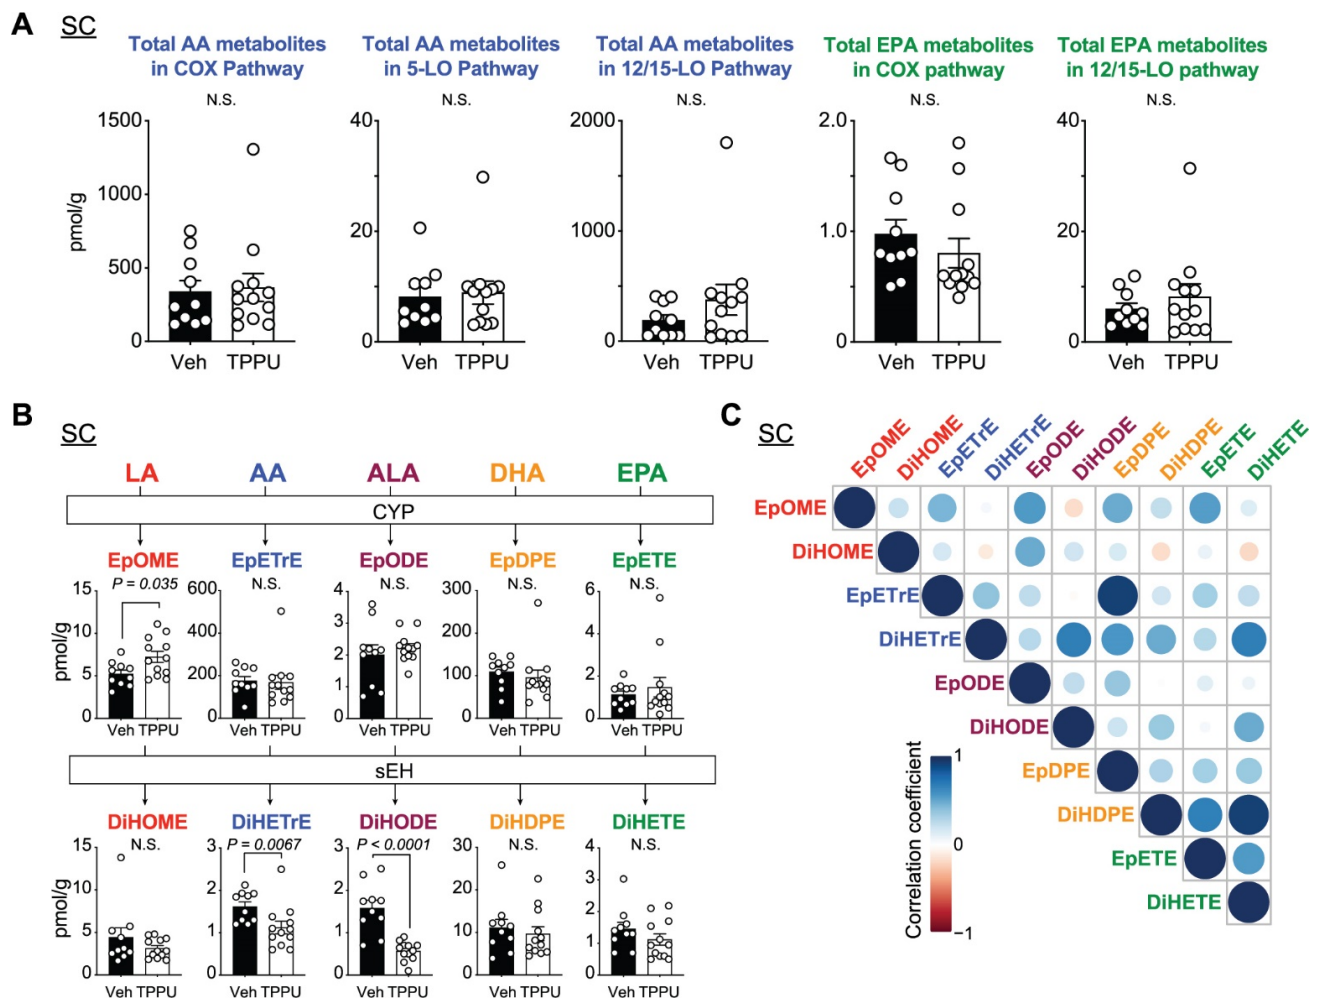 A SC
Total AA metabolites
in COX Pathway
Total AA metabolites
in 5-LO Pathway
Total AA metabolites
in 12/15-LO Pathway
Total EPA metabolites
in COX pathway
Total EPA metabolites
in 12/15-LO pathway
N.S. N.S. N.S. N.S. N.S.
pmol/g
1500
1000
500
0
Veh TPPU
40
20
0
Veh TPPU
2000
1000
0
Veh TPPU
2.0
1.0
0
Veh TPPU
40
20
0
Veh TPPU
B
SC
LA AA ALA DHA EPA
CYP
EpOME EpETrE EpODE EpDPE EpETE
P = 0.035 N.S. N.S. N.S. N.S.
pmol/g
15
10
5
0
Veh TPPU
600
400
200
0
Veh TPPU
4
3
2
1
0
Veh TPPU
300
200
100
0
Veh TPPU
6
4
2
0
Veh TPPU
sEH
DiHOME DiHETrE DiHODE DiHDPE DiHETE
N.S. P = 0.0067 P < 0.0001 N.S. N.S.
pmol/g
15
10
5
0
Veh TPPU
3
2
1
0
Veh TPPU
3
2
1
0
Veh TPPU
30
20
10
0
Veh TPPU
4
3
2
1
0
Veh TPPU
C
SC
EpOME DiHOME EpETrE DiHETrE EpODE DiHODE EpDPE DiHDPE EpETE DiHETE
EpOME
DiHOME
EpETrE
DiHETrE
EpODE
DiHODE
EpDPE
DiHDPE
EpETE
DiHETE
Correlation coefficient
1
0
−1